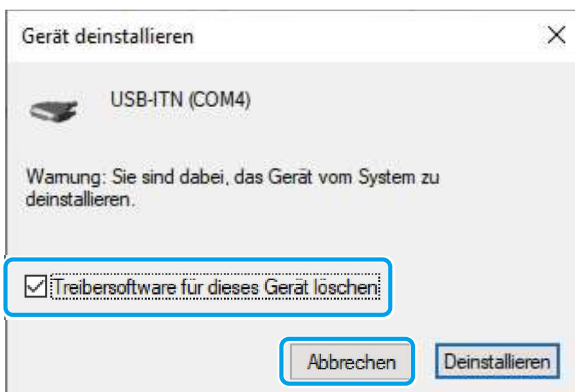 Gerät deinstallieren
USB-ITN (COM4)
Warnung: Sie sind dabei, das Gerät vom System zu
deinstallieren.
Treibersoftware für dieses Gerät löschen
Abbrechen Deinstallieren